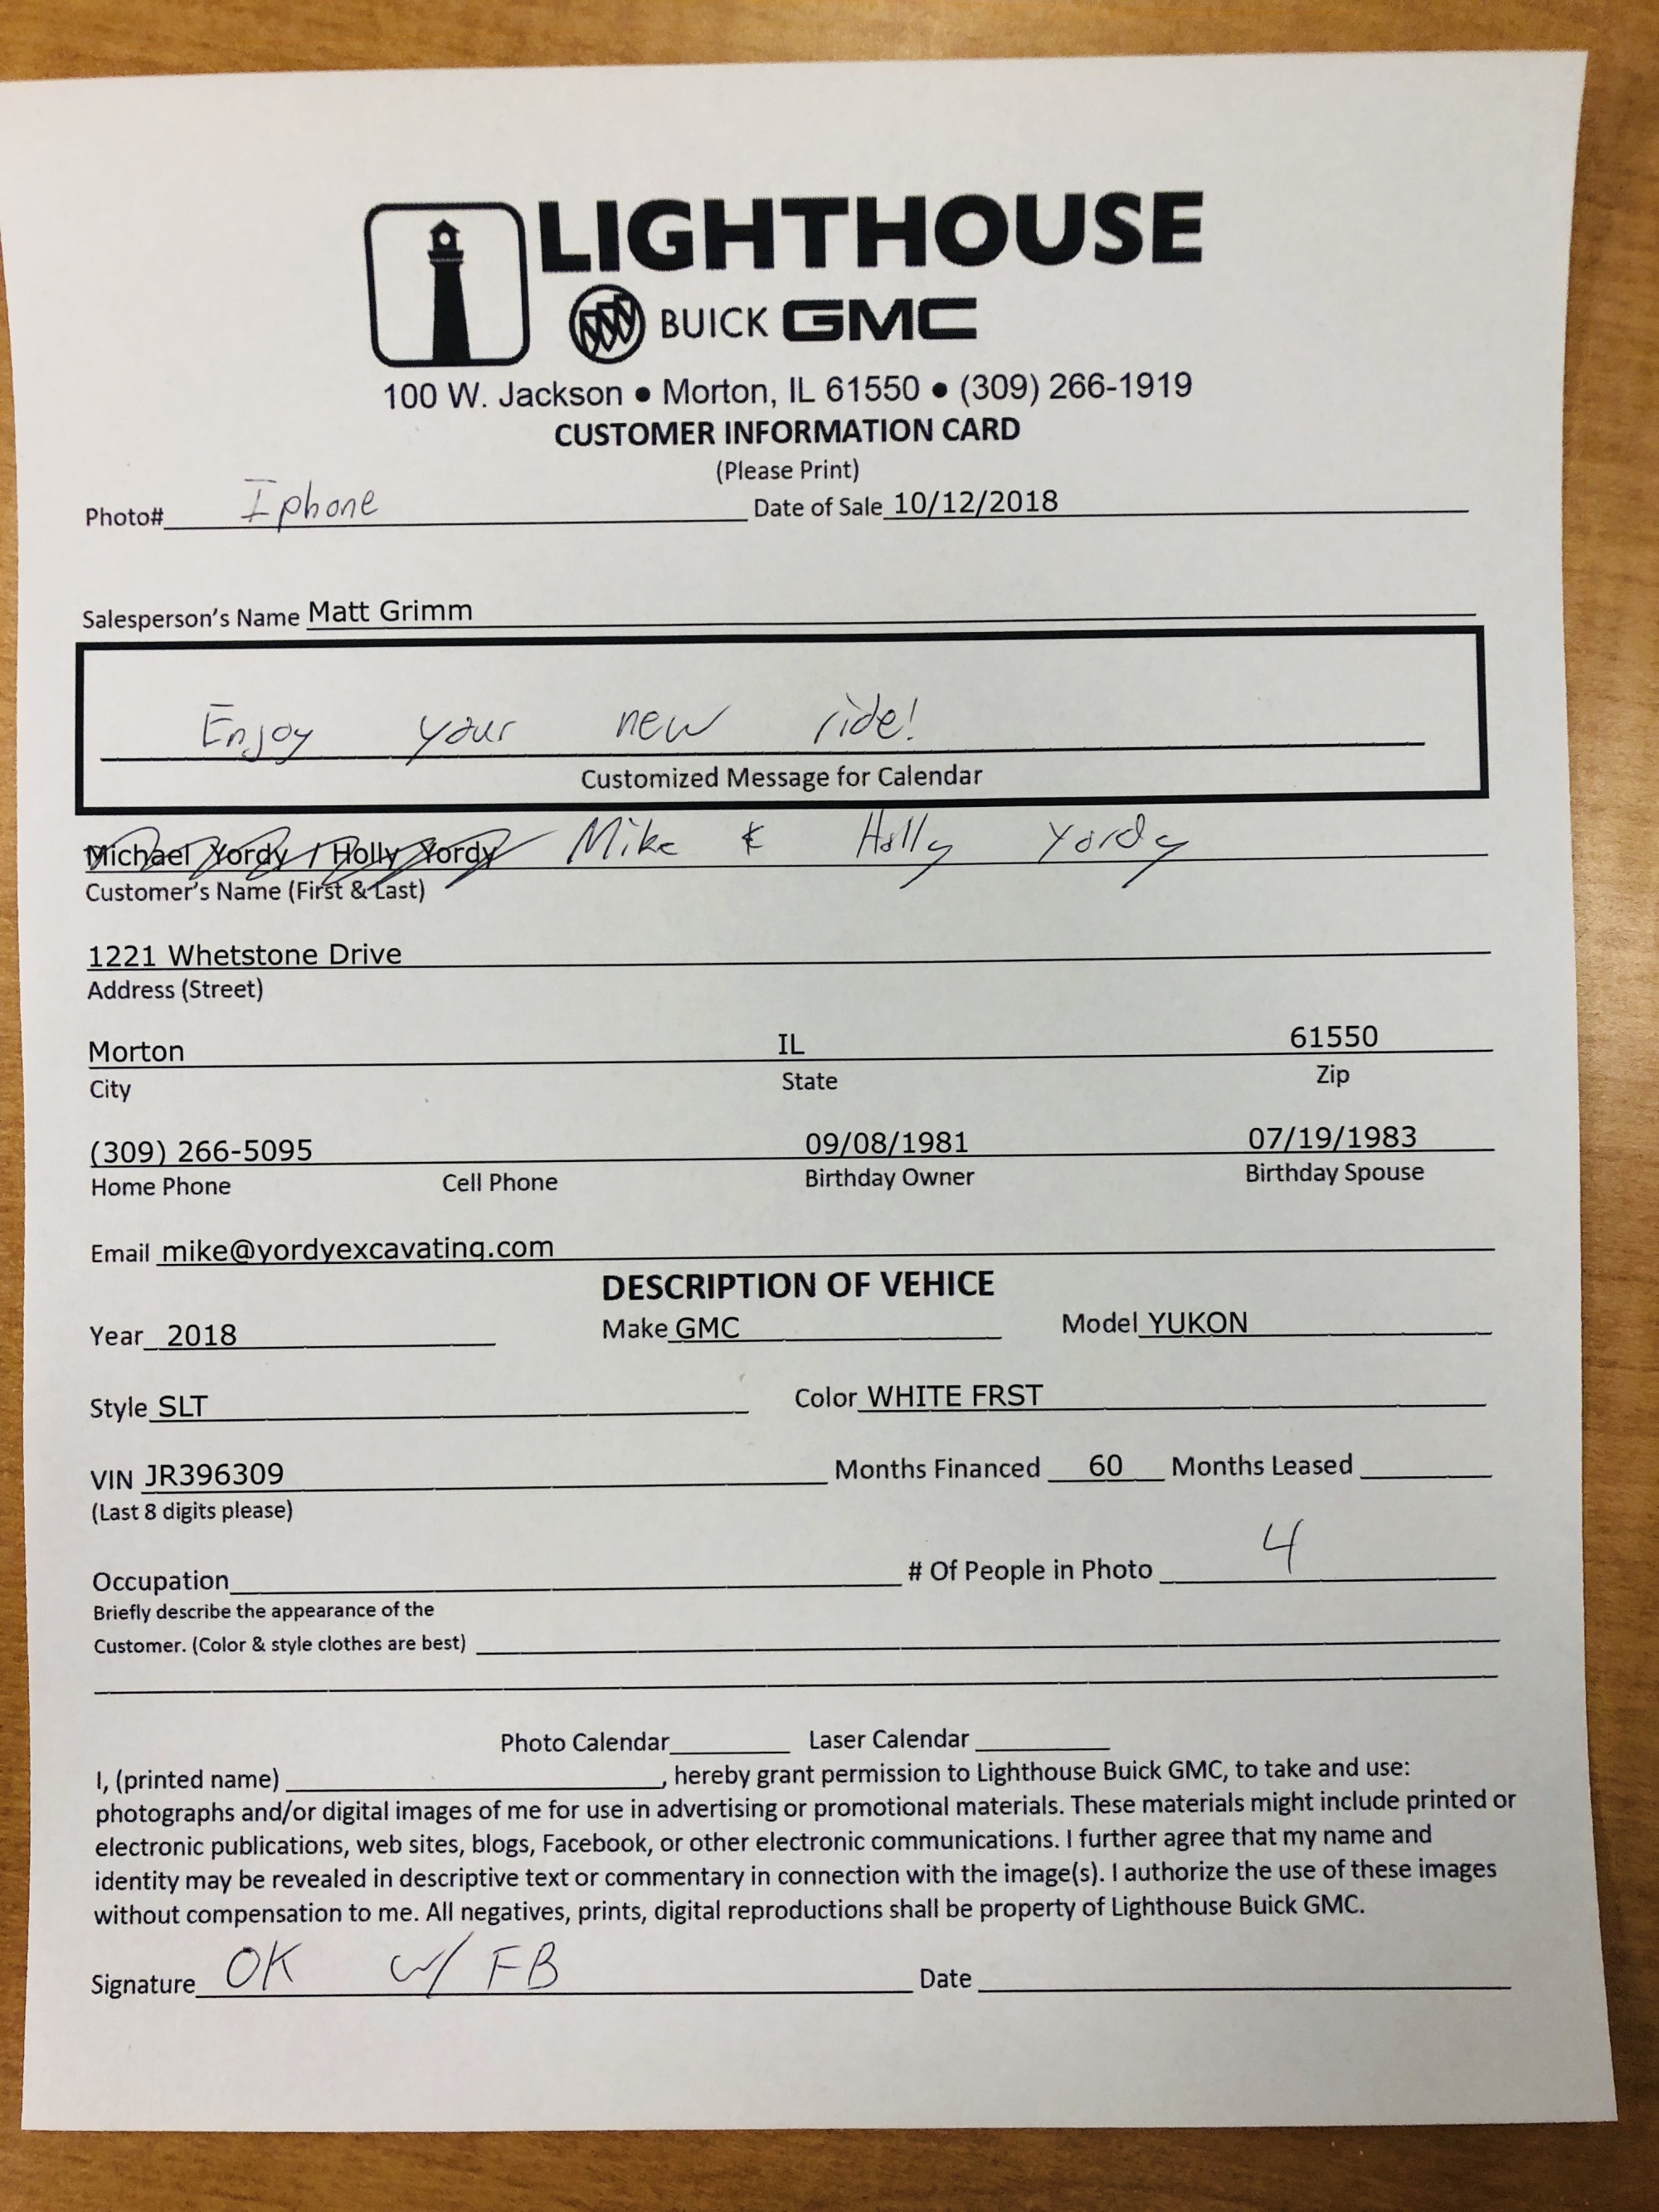 LIGHTHOUSE
BUICK GMC
100 W. Jackson ● Morton, IL 61550 ● (309) 266-1919
CUSTOMER INFORMATION CARD
(Please Print)
Photo# Iphone Date of Sale 10/12/2018
Salesperson's Name Matt Grimm
Enjoy your new ride!
Customized Message for Calendar
Michael Yordy / Holly Yordy Mike & Holly Yordy
Customer's Name (First & Last)
1221 Whetstone Drive
Address (Street)
Morton IL 61550
City State Zip
(309) 266-5095 09/08/1981 07/19/1983
Home Phone Cell Phone Birthday Owner Birthday Spouse
Email mike@yordyexcavating.com
DESCRIPTION OF VEHICE
Year 2018 Make GMC Model YUKON
Style SLT Color WHITE FRST
VIN JR396309 Months Financed 60 Months Leased
(Last 8 digits please)
Occupation # Of People in Photo 4
Briefly describe the appearance of the
Customer. (Color & style clothes are best)
Photo Calendar Laser Calendar
I, (printed name) , hereby grant permission to Lighthouse Buick GMC, to take and use:
photographs and/or digital images of me for use in advertising or promotional materials. These materials might include printed or
electronic publications, web sites, blogs, Facebook, or other electronic communications. I further agree that my name and
identity may be revealed in descriptive text or commentary in connection with the image(s). I authorize the use of these images
without compensation to me. All negatives, prints, digital reproductions shall be property of Lighthouse Buick GMC.
Signature OK w/ FB Date